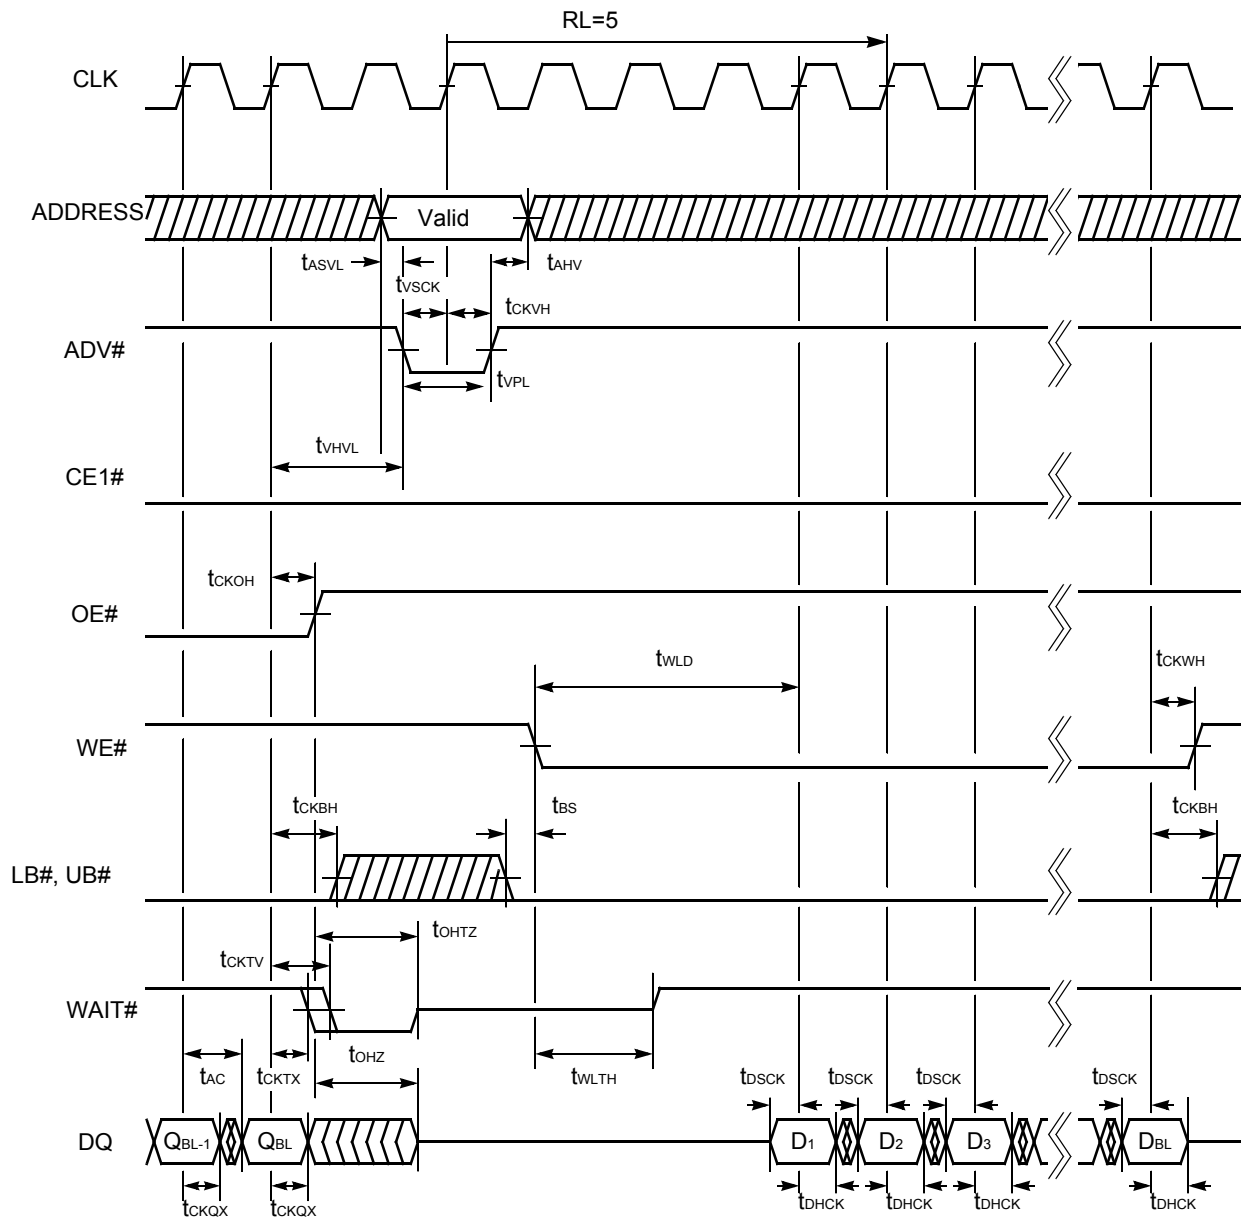 RL=5
CLK
ADDRESS
Valid
tASVL
tVSCK
tAHV
tCKVH
ADV#
tVPL
tVHVL
CE1#
tCKOH
OE#
tWLD
tCKWH
WE#
tCKBH
tBS
tCKBH
LB#, UB#
tOHTZ
tCKTV
WAIT#
tAC
tCKTX
tOHZ
tWLTH
tDSCK
tDSCK
tDSCK
tDSCK
DQ
QBL-1
QBL
D1
D2
D3
DBL
tCKQX
tCKQX
tDHCK
tDHCK
tDHCK
tDHCK